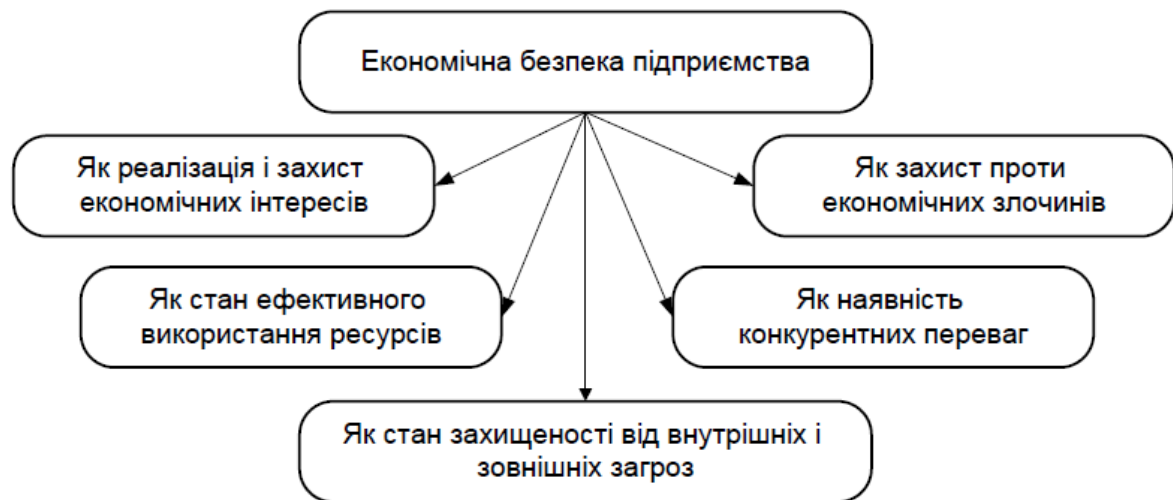 Економічна безпека підприємства
Як реалізація і захист
економічних інтересів
Як захист проти
економічних злочинів
Як стан ефективного
використання ресурсів
Як наявність
конкурентних переваг
Як стан захищеності від внутрішніх і
зовнішніх загроз